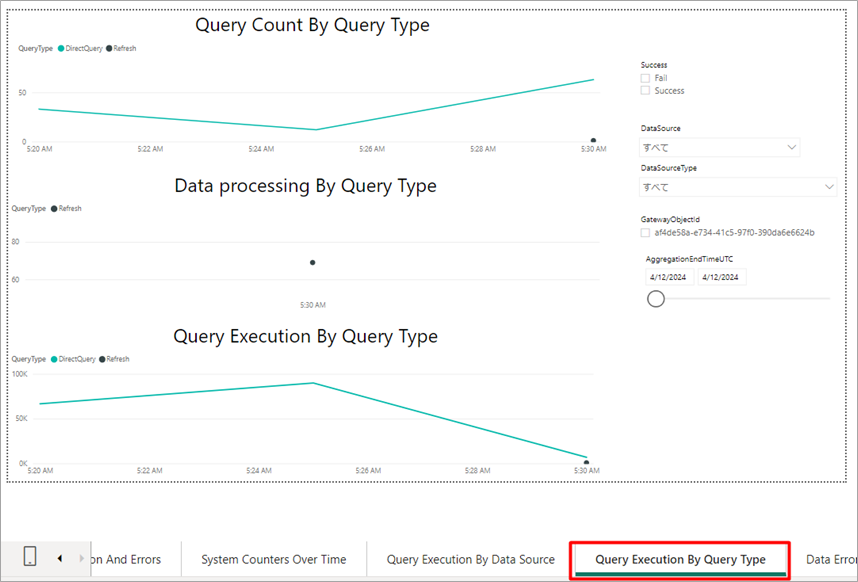 Query Count By Query Type
QueryType DirectQuery Refresh
50
0
5:20 AM 5:22 AM 5:24 AM 5:26 AM 5:28 AM 5:30 AM
Data processing By Query Type
QueryType Refresh
80
60
5:30 AM
Query Execution By Query Type
QueryType DirectQuery Refresh
100K
50K
0K
5:20 AM 5:22 AM 5:24 AM 5:26 AM 5:28 AM 5:30 AM
Success
Fail
Success
DataSource
すべて
DataSourceType
すべて
GatewayObjectId
af4de58a-e734-41c5-97f0-390da6e6624b
AggregationEndTimeUTC
4/12/2024 4/12/2024
on And Errors System Counters Over Time Query Execution By Data Source Query Execution By Query Type Data Error